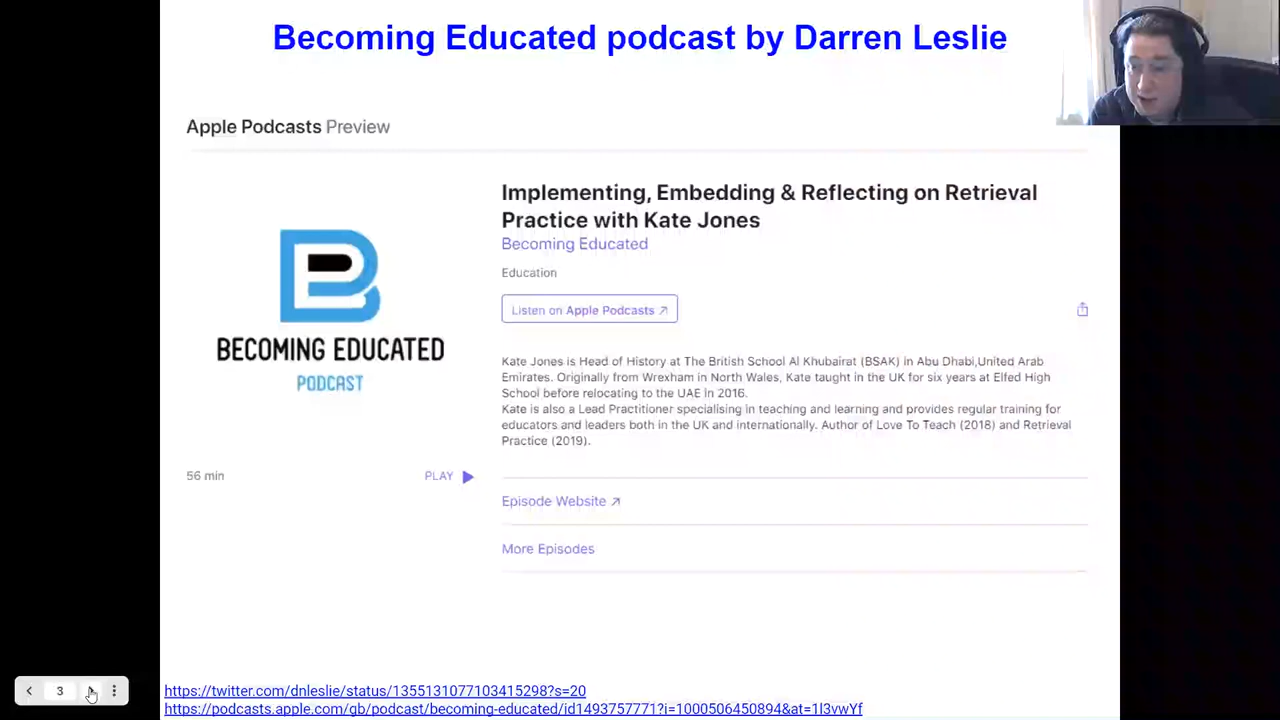 Becoming Educated podcast by Darren Leslie
Apple Podcasts Preview
Implementing, Embedding & Reflecting on Retrieval
Practice with Kate Jones
Becoming Educated
Education
Listen on Apple Podcasts ↗
BECOMING EDUCATED
PODCAST
Kate Jones is Head of History at The British School Al Khubairat (BSAK) in Abu Dhabi,United Arab
Emirates. Originally from Wrexham in North Wales, Kate taught in the UK for six years at Elfed High
School before relocating to the UAE in 2016.
Kate is also a Lead Practitioner specialising in teaching and learning and provides regular training for
educators and leaders both in the UK and internationally. Author of Love To Teach (2018) and Retrieval
Practice (2019).
56 min
PLAY
Episode Website ↗
More Episodes
3
https://twitter.com/dnleslie/status/1355131077103415298?s=20
https://podcasts.apple.com/gb/podcast/becoming-educated/id1493757771?i=1000506450894&at=1l3vwYf